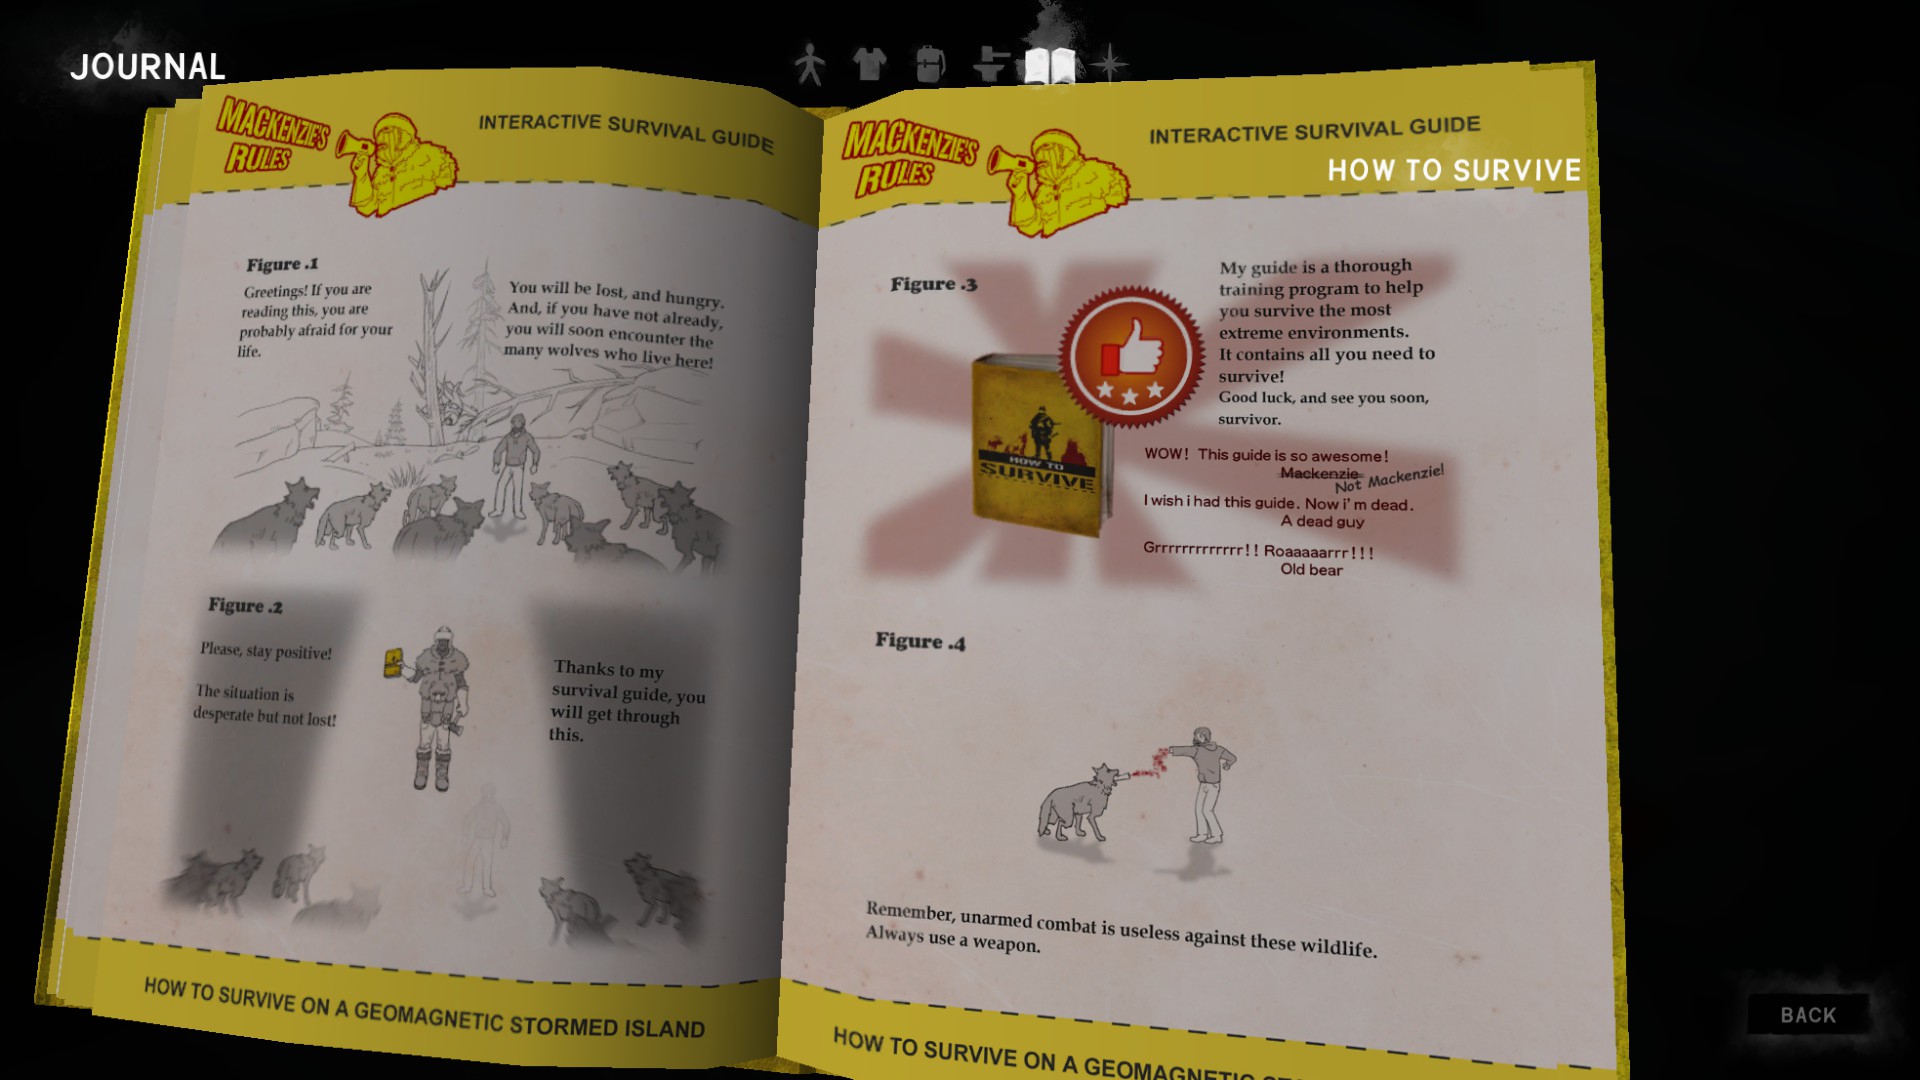 JOURNAL
MACKENZIE'S
RULES
INTERACTIVE SURVIVAL GUIDE
Figure .1
Greetings! If you are
reading this, you are
probably afraid for your
life.
You will be lost, and hungry.
And, if you have not already,
you will soon encounter the
many wolves who live here!
Figure .2
Please, stay positive!
The situation is
desperate but not lost!
Thanks to my
survival guide, you
will get through
this.
HOW TO SURVIVE ON A GEOMAGNETIC STORMED ISLAND
MACKENZIE'S
RULES
INTERACTIVE SURVIVAL GUIDE
HOW TO SURVIVE
Figure .3
My guide is a thorough
training program to help
you survive the most
extreme environments.
It contains all you need to
survive!
Good luck, and see you soon,
survivor.
HOW TO
SURVIVE
WOW! This guide is so awesome!
Mackenzie
Not Mackenzie!
I wish i had this guide. Now i'm dead.
A dead guy
Grrrrrrrrrrrrr!! Roaaaaarrr!!!
Old bear
Figure .4
Remember, unarmed combat is useless against these wildlife.
Always use a weapon.
HOW TO SURVIVE ON A GEOMAGNETIC
BACK